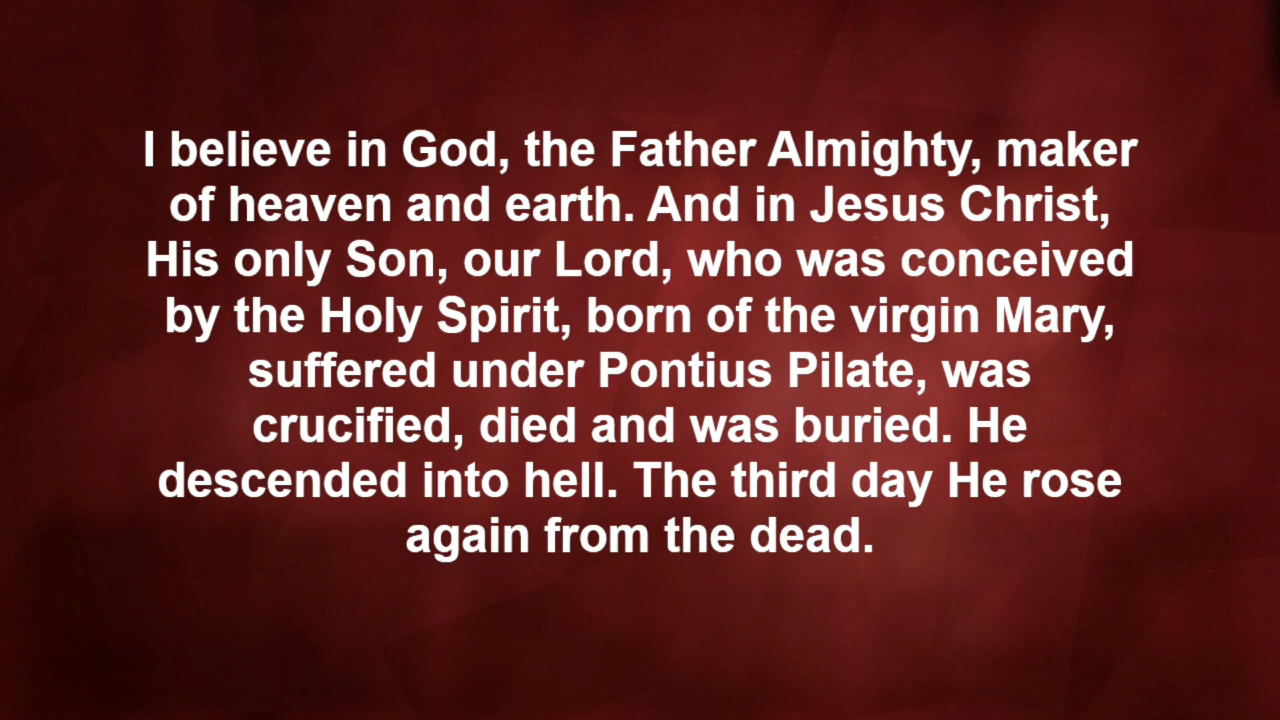 I believe in God, the Father Almighty, maker
of heaven and earth. And in Jesus Christ,
His only Son, our Lord, who was conceived
by the Holy Spirit, born of the virgin Mary,
suffered under Pontius Pilate, was
crucified, died and was buried. He
descended into hell. The third day He rose
again from the dead.